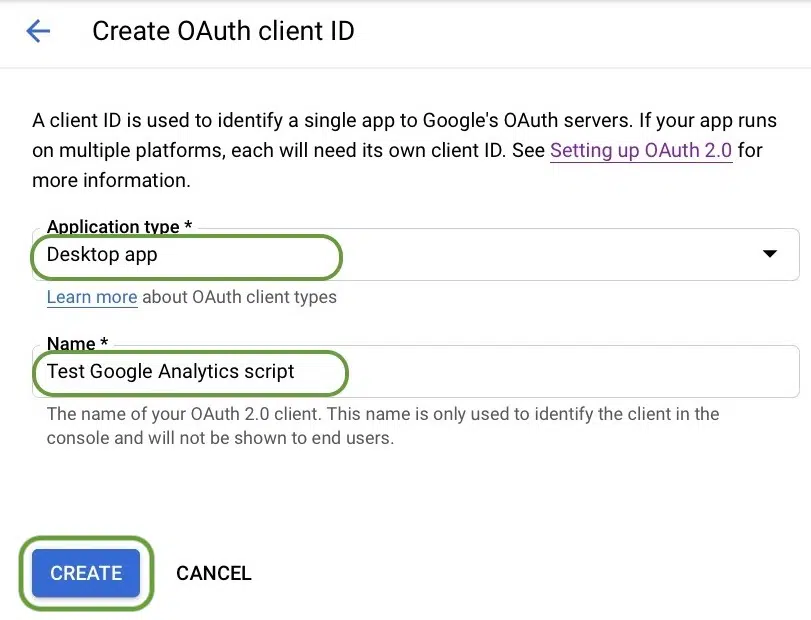 Create OAuth client ID
A client ID is used to identify a single app to Google's OAuth servers. If your app runs
on multiple platforms, each will need its own client ID. See Setting up OAuth 2.0 for
more information.
Application type *
Desktop app
Learn more about OAuth client types
Name *
Test Google Analytics script
The name of your OAuth 2.0 client. This name is only used to identify the client in the
console and will not be shown to end users.
CREATE CANCEL